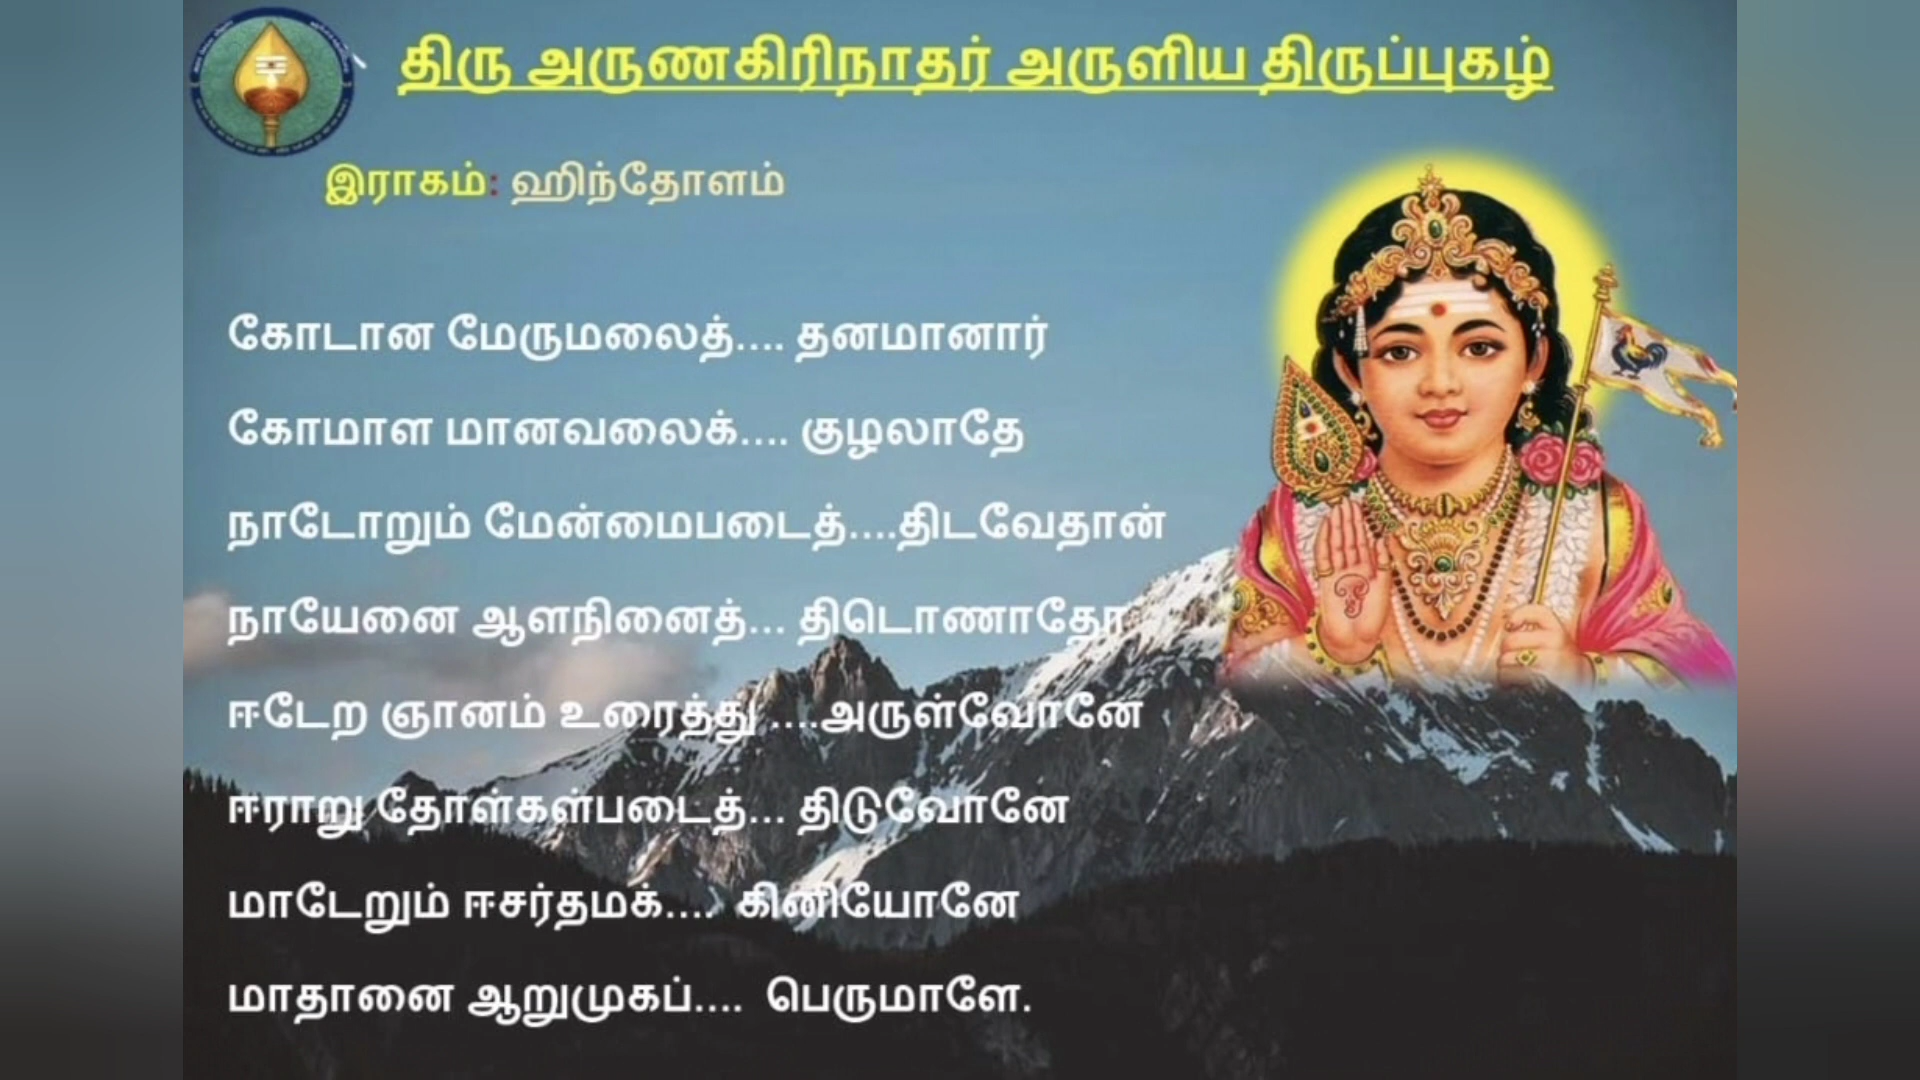 திரு அருணகிரிநாதர் அருளிய திருப்புகழ்
இராகம்: ஹிந்தோளம்
கோடான மேருமலைத்.... தனமானார்
கோமாள மானவலைக்.... குழலாதே
நாடோறும் மேன்மைபடைத்....திடவேதான்
நாயேனை ஆளநினைத்... திடொணாதோ
ஈடேற ஞானம் உரைத்து ....அருள்வோனே
ஈராறு தோள்கள்படைத்... திடுவோனே
மாடேறும் ஈசர்தமக்.... கினியோனே
மாதானை ஆறுமுகப்.... பெருமாளே.